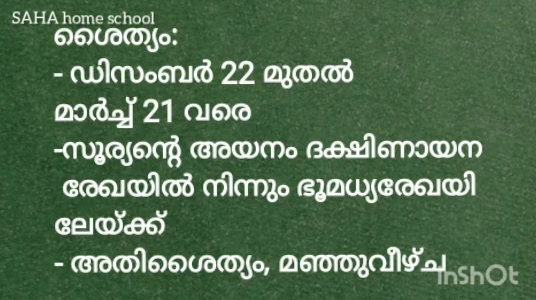 SAHA home school
ശൈത്യം:
- ഡിസംബർ 22 മുതൽ
മാർച്ച് 21 വരെ
-സൂര്യന്റെ അയനം ദക്ഷിണായന
രേഖയിൽ നിന്നും ഭൂമധ്യരേഖയി
ലേയ്ക്ക്
- അതിശൈത്യം, മഞ്ഞുവീഴ്ച
InShOt